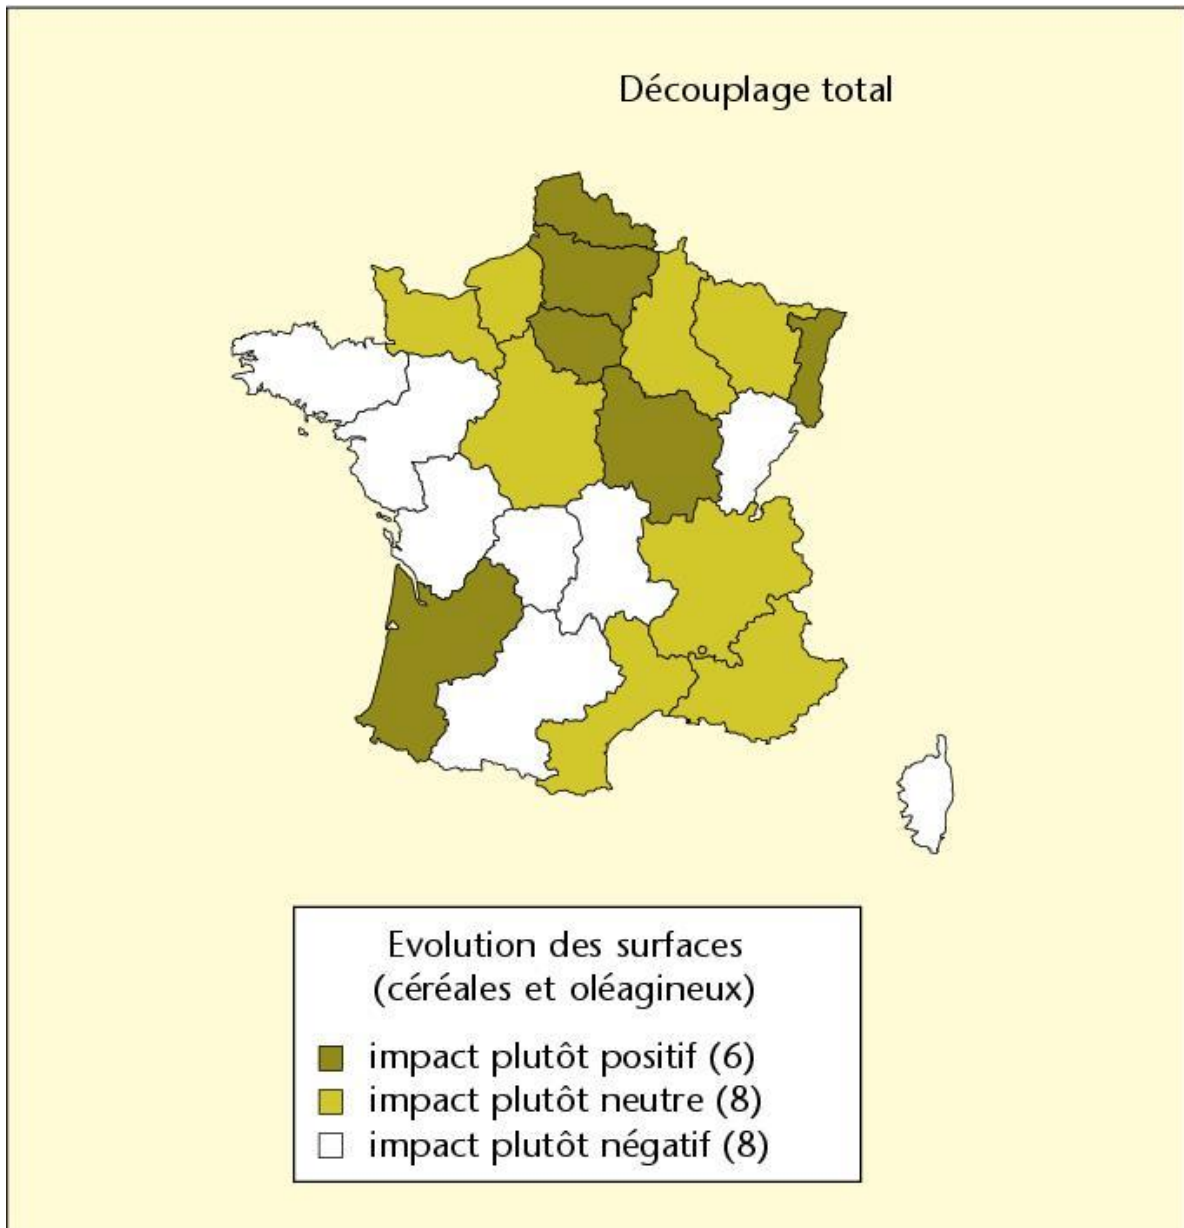 Découplage total
Evolution des surfaces
(céréales et oléagineux)
impact plutôt positif (6)
impact plutôt neutre (8)
impact plutôt négatif (8)